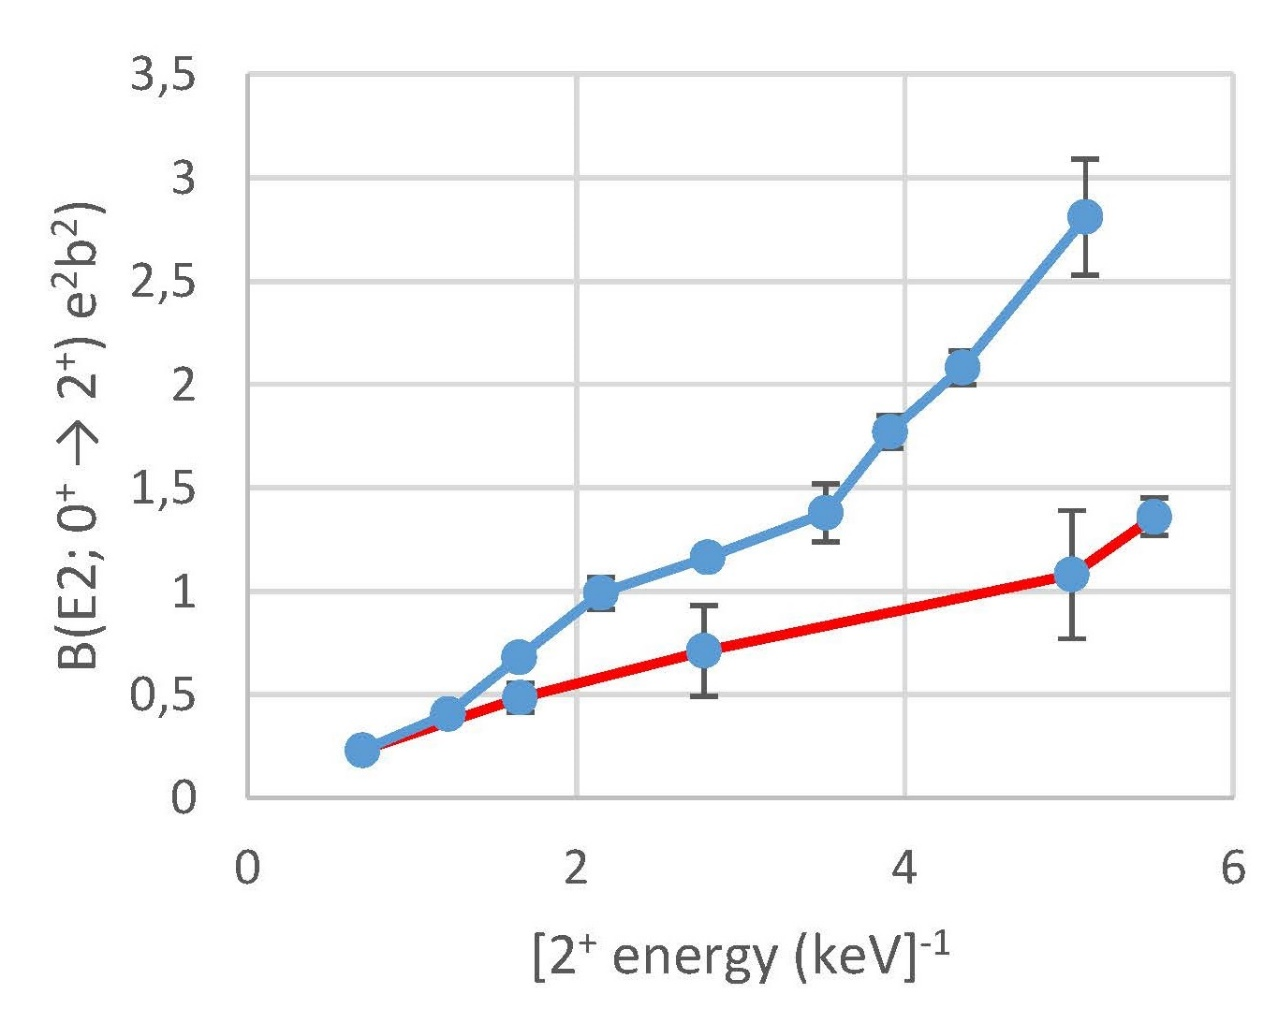 3,5
3
2,5
2
1,5
1
0,5
0
B(E2; 0⁺ → 2⁺) e²b²)
0 2 4 6
[2⁺ energy (keV]⁻¹